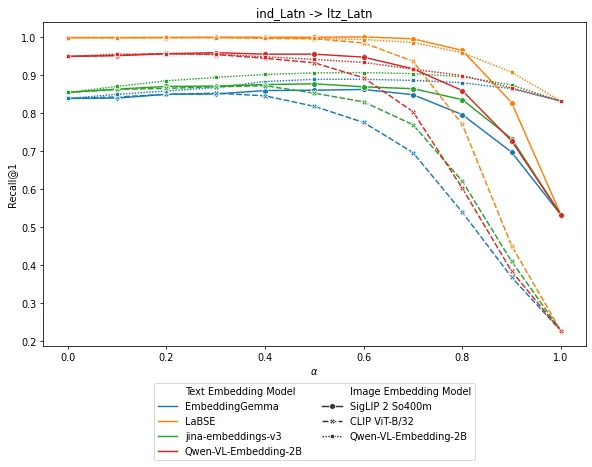 ind_Latn -> ltz_Latn
1.0
0.9
0.8
0.7
0.6
0.5
0.4
0.3
0.2
Recall@1
0.0 0.2 0.4 0.6 0.8 1.0
α
Text Embedding Model
EmbeddingGemma
LaBSE
jina-embeddings-v3
Qwen-VL-Embedding-2B
Image Embedding Model
SigLIP 2 So400m
CLIP ViT-B/32
Qwen-VL-Embedding-2B